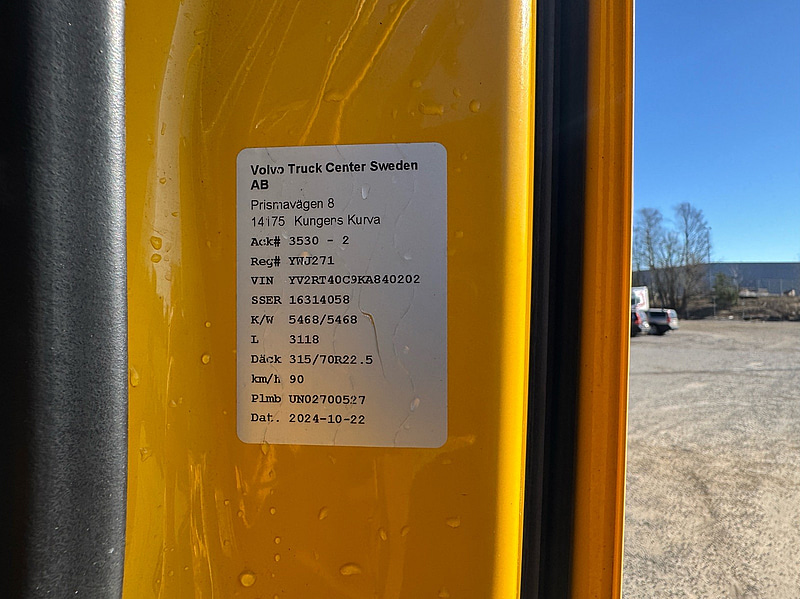 Volvo Truck Center Sweden
AB
Prismavägen 8
14175 Kungens Kurva
Ack# 3530 - 2
Reg# YWJ271
VIN YV2RT40C9KA840202
SSER 16314058
K/W 5468/5468
L 3118
Däck 315/70R22.5
km/h 90
Plmb UN02700527
Dat. 2024-10-22